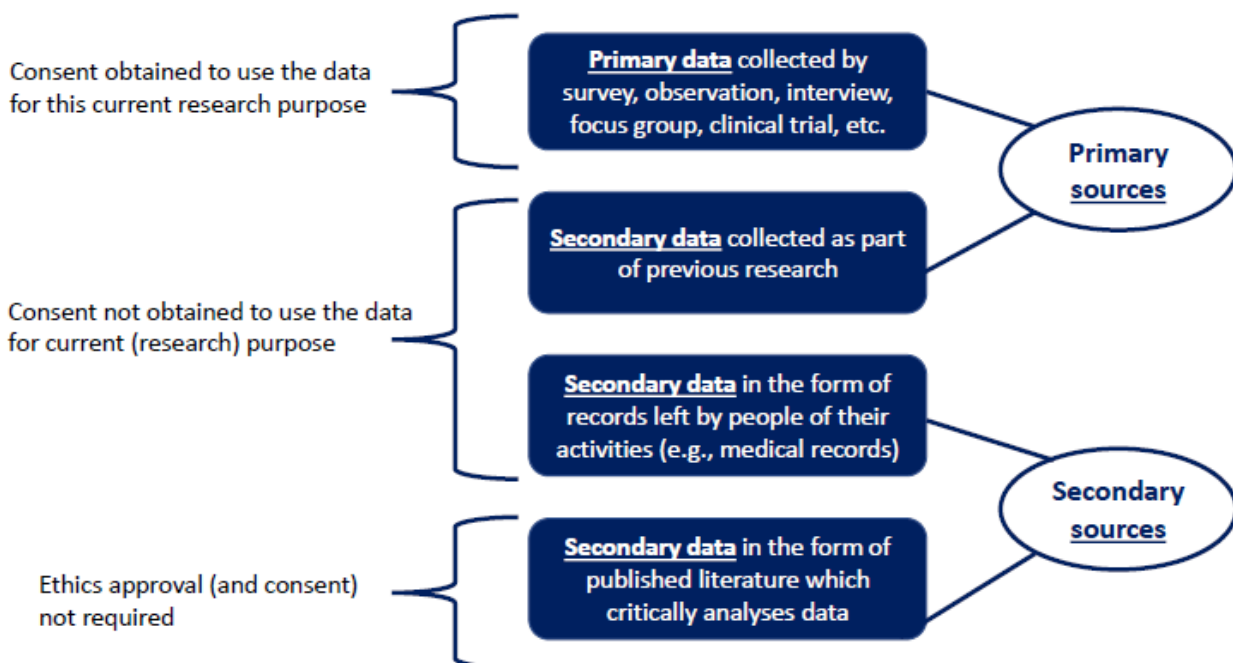 Consent obtained to use the data
for this current research purpose
Primary data collected by
survey, observation, interview,
focus group, clinical trial, etc.
Primary
sources
Secondary data collected as part
of previous research
Consent not obtained to use the data
for current (research) purpose
Secondary data in the form of
records left by people of their
activities (e.g., medical records)
Secondary
sources
Ethics approval (and consent)
not required
Secondary data in the form of
published literature which
critically analyses data